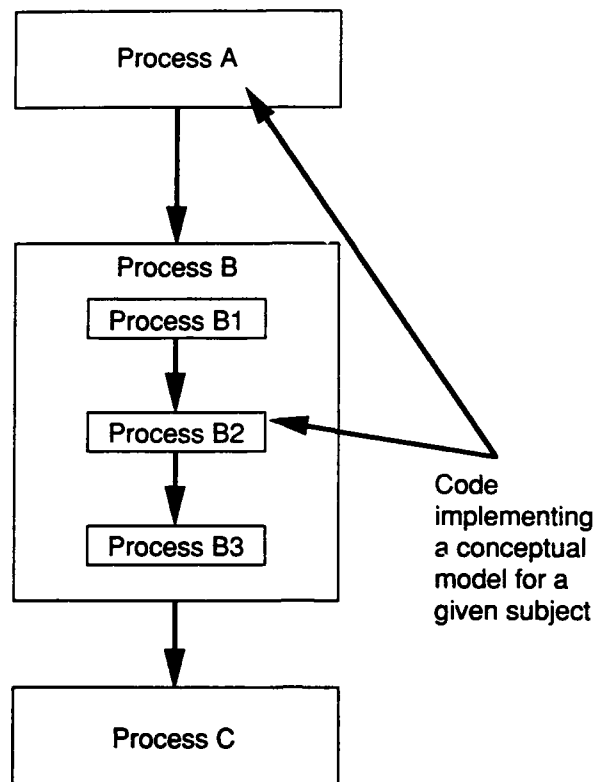 Process A
Process B
Process B1
Process B2
Process B3
Code
implementing
a conceptual
model for a
given subject
Process C